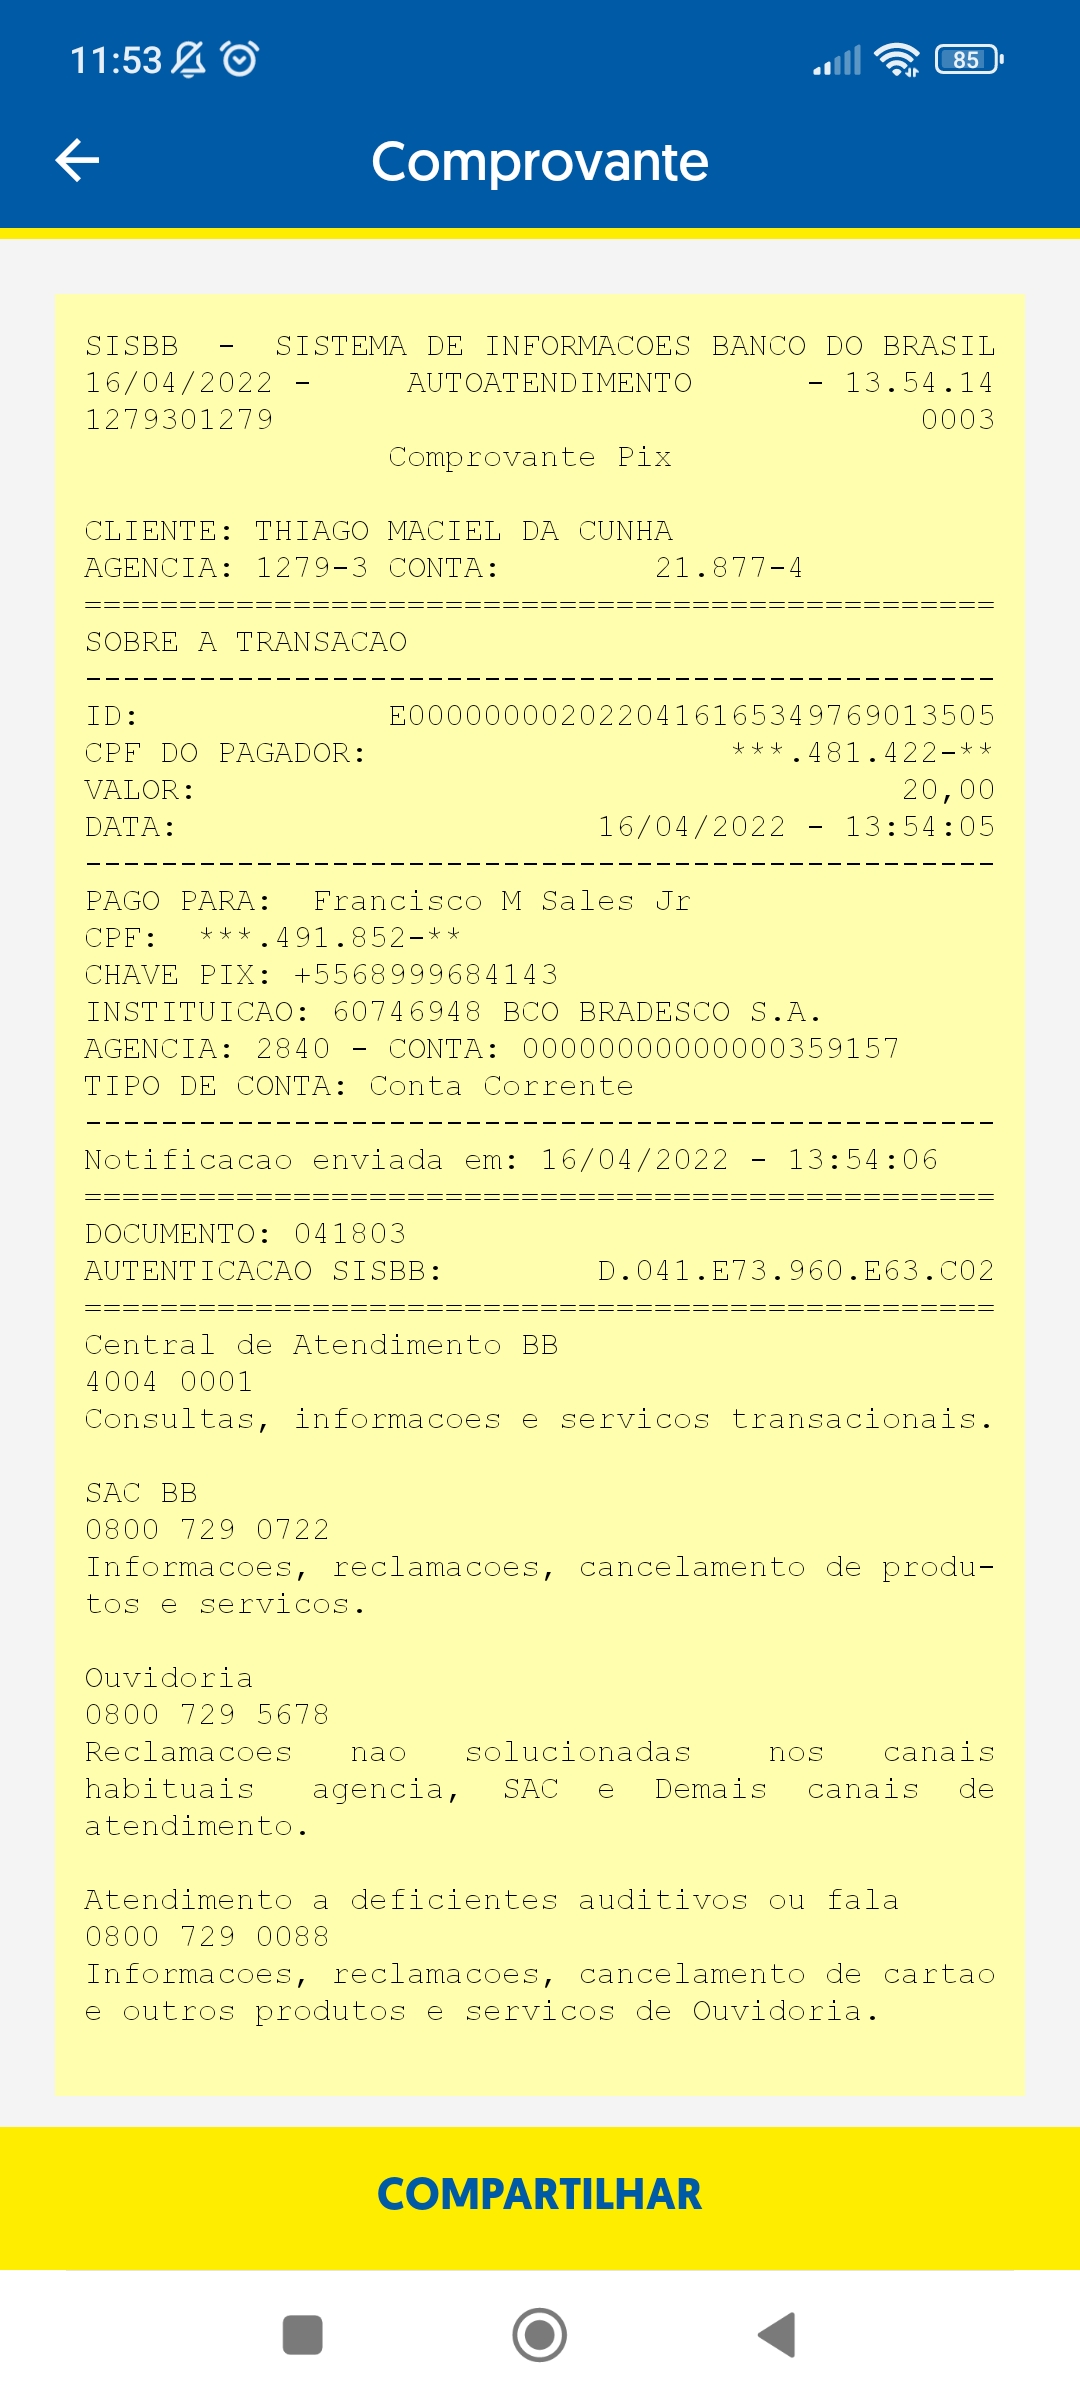 11:53
85
Comprovante
SISBB - SISTEMA DE INFORMACOES BANCO DO BRASIL
16/04/2022 - AUTOATENDIMENTO - 13.54.14
1279301279 0003
Comprovante Pix
CLIENTE: THIAGO MACIEL DA CUNHA
AGENCIA: 1279-3 CONTA: 21.877-4
================================================
SOBRE A TRANSACAO
------------------------------------------------
ID: E0000000020220416165349769013505
CPF DO PAGADOR: ***.481.422-**
VALOR: 20,00
DATA: 16/04/2022 - 13:54:05
------------------------------------------------
PAGO PARA: Francisco M Sales Jr
CPF: ***.491.852-**
CHAVE PIX: +5568999684143
INSTITUICAO: 60746948 BCO BRADESCO S.A.
AGENCIA: 2840 - CONTA: 00000000000000359157
TIPO DE CONTA: Conta Corrente
------------------------------------------------
Notificacao enviada em: 16/04/2022 - 13:54:06
================================================
DOCUMENTO: 041803
AUTENTICACAO SISBB: D.041.E73.960.E63.C02
================================================
Central de Atendimento BB
4004 0001
Consultas, informacoes e servicos transacionais.
SAC BB
0800 729 0722
Informacoes, reclamacoes, cancelamento de produ-
tos e servicos.
Ouvidoria
0800 729 5678
Reclamacoes nao solucionadas nos canais
habituais agencia, SAC e Demais canais de
atendimento.
Atendimento a deficientes auditivos ou fala
0800 729 0088
Informacoes, reclamacoes, cancelamento de cartao
e outros produtos e servicos de Ouvidoria.
COMPARTILHAR